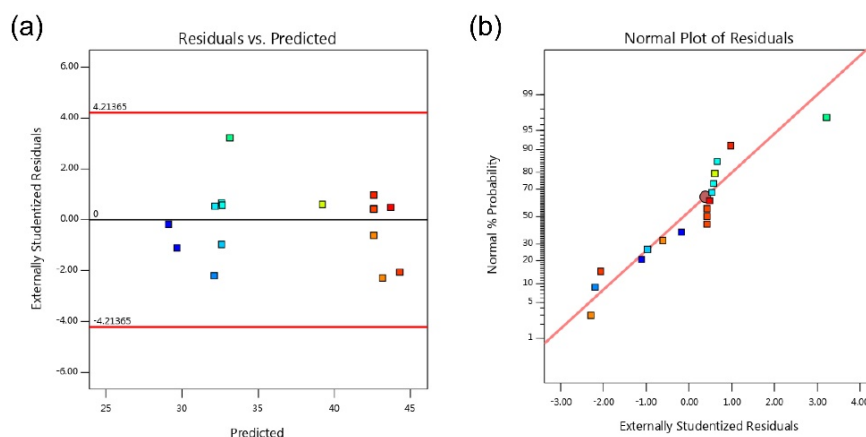 (a)
Residuals vs. Predicted
Externally Studentized Residuals
6.00
4.00
2.00
0.00
-2.00
-4.00
-6.00
4.21365
0
-4.21365
25 30 35 40 45
Predicted
(b)
Normal Plot of Residuals
Normal % Probability
99
95
90
80
70
50
30
20
10
5
1
-3.00 -2.00 -1.00 0.00 1.00 2.00 3.00 4.00
Externally Studentized Residuals